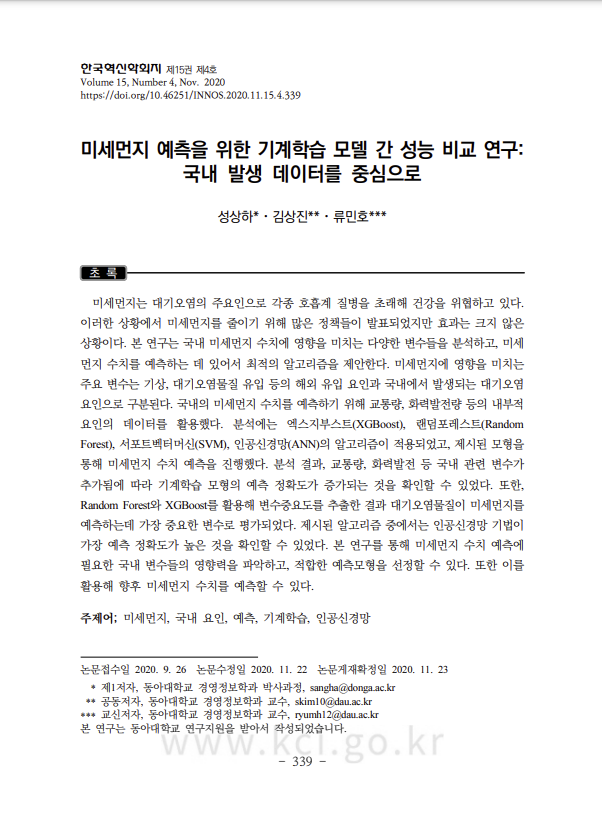 한국혁신학회지 제15권 제4호
Volume 15, Number 4, Nov. 2020
https://doi.org/10.46251/INNOS.2020.11.15.4.339
미세먼지 예측을 위한 기계학습 모델 간 성능 비교 연구:
국내 발생 데이터를 중심으로
성상하*・김상진**・류민호***
초 록
미세먼지는 대기오염의 주요인으로 각종 호흡계 질병을 초래해 건강을 위협하고 있다.
이러한 상황에서 미세먼지를 줄이기 위해 많은 정책들이 발표되었지만 효과는 크지 않은
상황이다. 본 연구는 국내 미세먼지 수치에 영향을 미치는 다양한 변수들을 분석하고, 미세
먼지 수치를 예측하는 데 있어서 최적의 알고리즘을 제안한다. 미세먼지에 영향을 미치는
주요 변수는 기상, 대기오염물질 유입 등의 해외 유입 요인과 국내에서 발생되는 대기오염
요인으로 구분된다. 국내의 미세먼지 수치를 예측하기 위해 교통량, 화력발전량 등의 내부적
요인의 데이터를 활용했다. 분석에는 엑스지부스트(XGBoost), 랜덤포레스트(Random
Forest), 서포트벡터머신(SVM), 인공신경망(ANN)의 알고리즘이 적용되었고, 제시된 모형을
통해 미세먼지 수치 예측을 진행했다. 분석 결과, 교통량, 화력발전 등 국내 관련 변수가
추가됨에 따라 기계학습 모형의 예측 정확도가 증가되는 것을 확인할 수 있었다. 또한,
Random Forest와 XGBoost를 활용해 변수중요도를 추출한 결과 대기오염물질이 미세먼지를
예측하는데 가장 중요한 변수로 평가되었다. 제시된 알고리즘 중에서는 인공신경망 기법이
가장 예측 정확도가 높은 것을 확인할 수 있었다. 본 연구를 통해 미세먼지 수치 예측에
필요한 국내 변수들의 영향력을 파악하고, 적합한 예측모형을 선정할 수 있다. 또한 이를
활용해 향후 미세먼지 수치를 예측할 수 있다.
주제어; 미세먼지, 국내 요인, 예측, 기계학습, 인공신경망
논문접수일 2020. 9. 26 논문수정일 2020. 11. 22 논문게재확정일 2020. 11. 23
* 제1저자, 동아대학교 경영정보학과 박사과정, sangha@donga.ac.kr
** 공동저자, 동아대학교 경영정보학과 교수, skim10@dau.ac.kr
*** 교신저자, 동아대학교 경영정보학과 교수, ryumh12@dau.ac.kr
본 연구는 동아대학교 연구지원을 받아서 작성되었습니다.
www.kci.go.kr
- 339 -